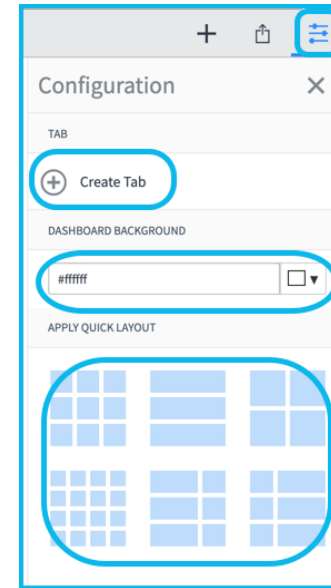 Configuration
TAB
Create Tab
DASHBOARD BACKGROUND
#ffffff
APPLY QUICK LAYOUT